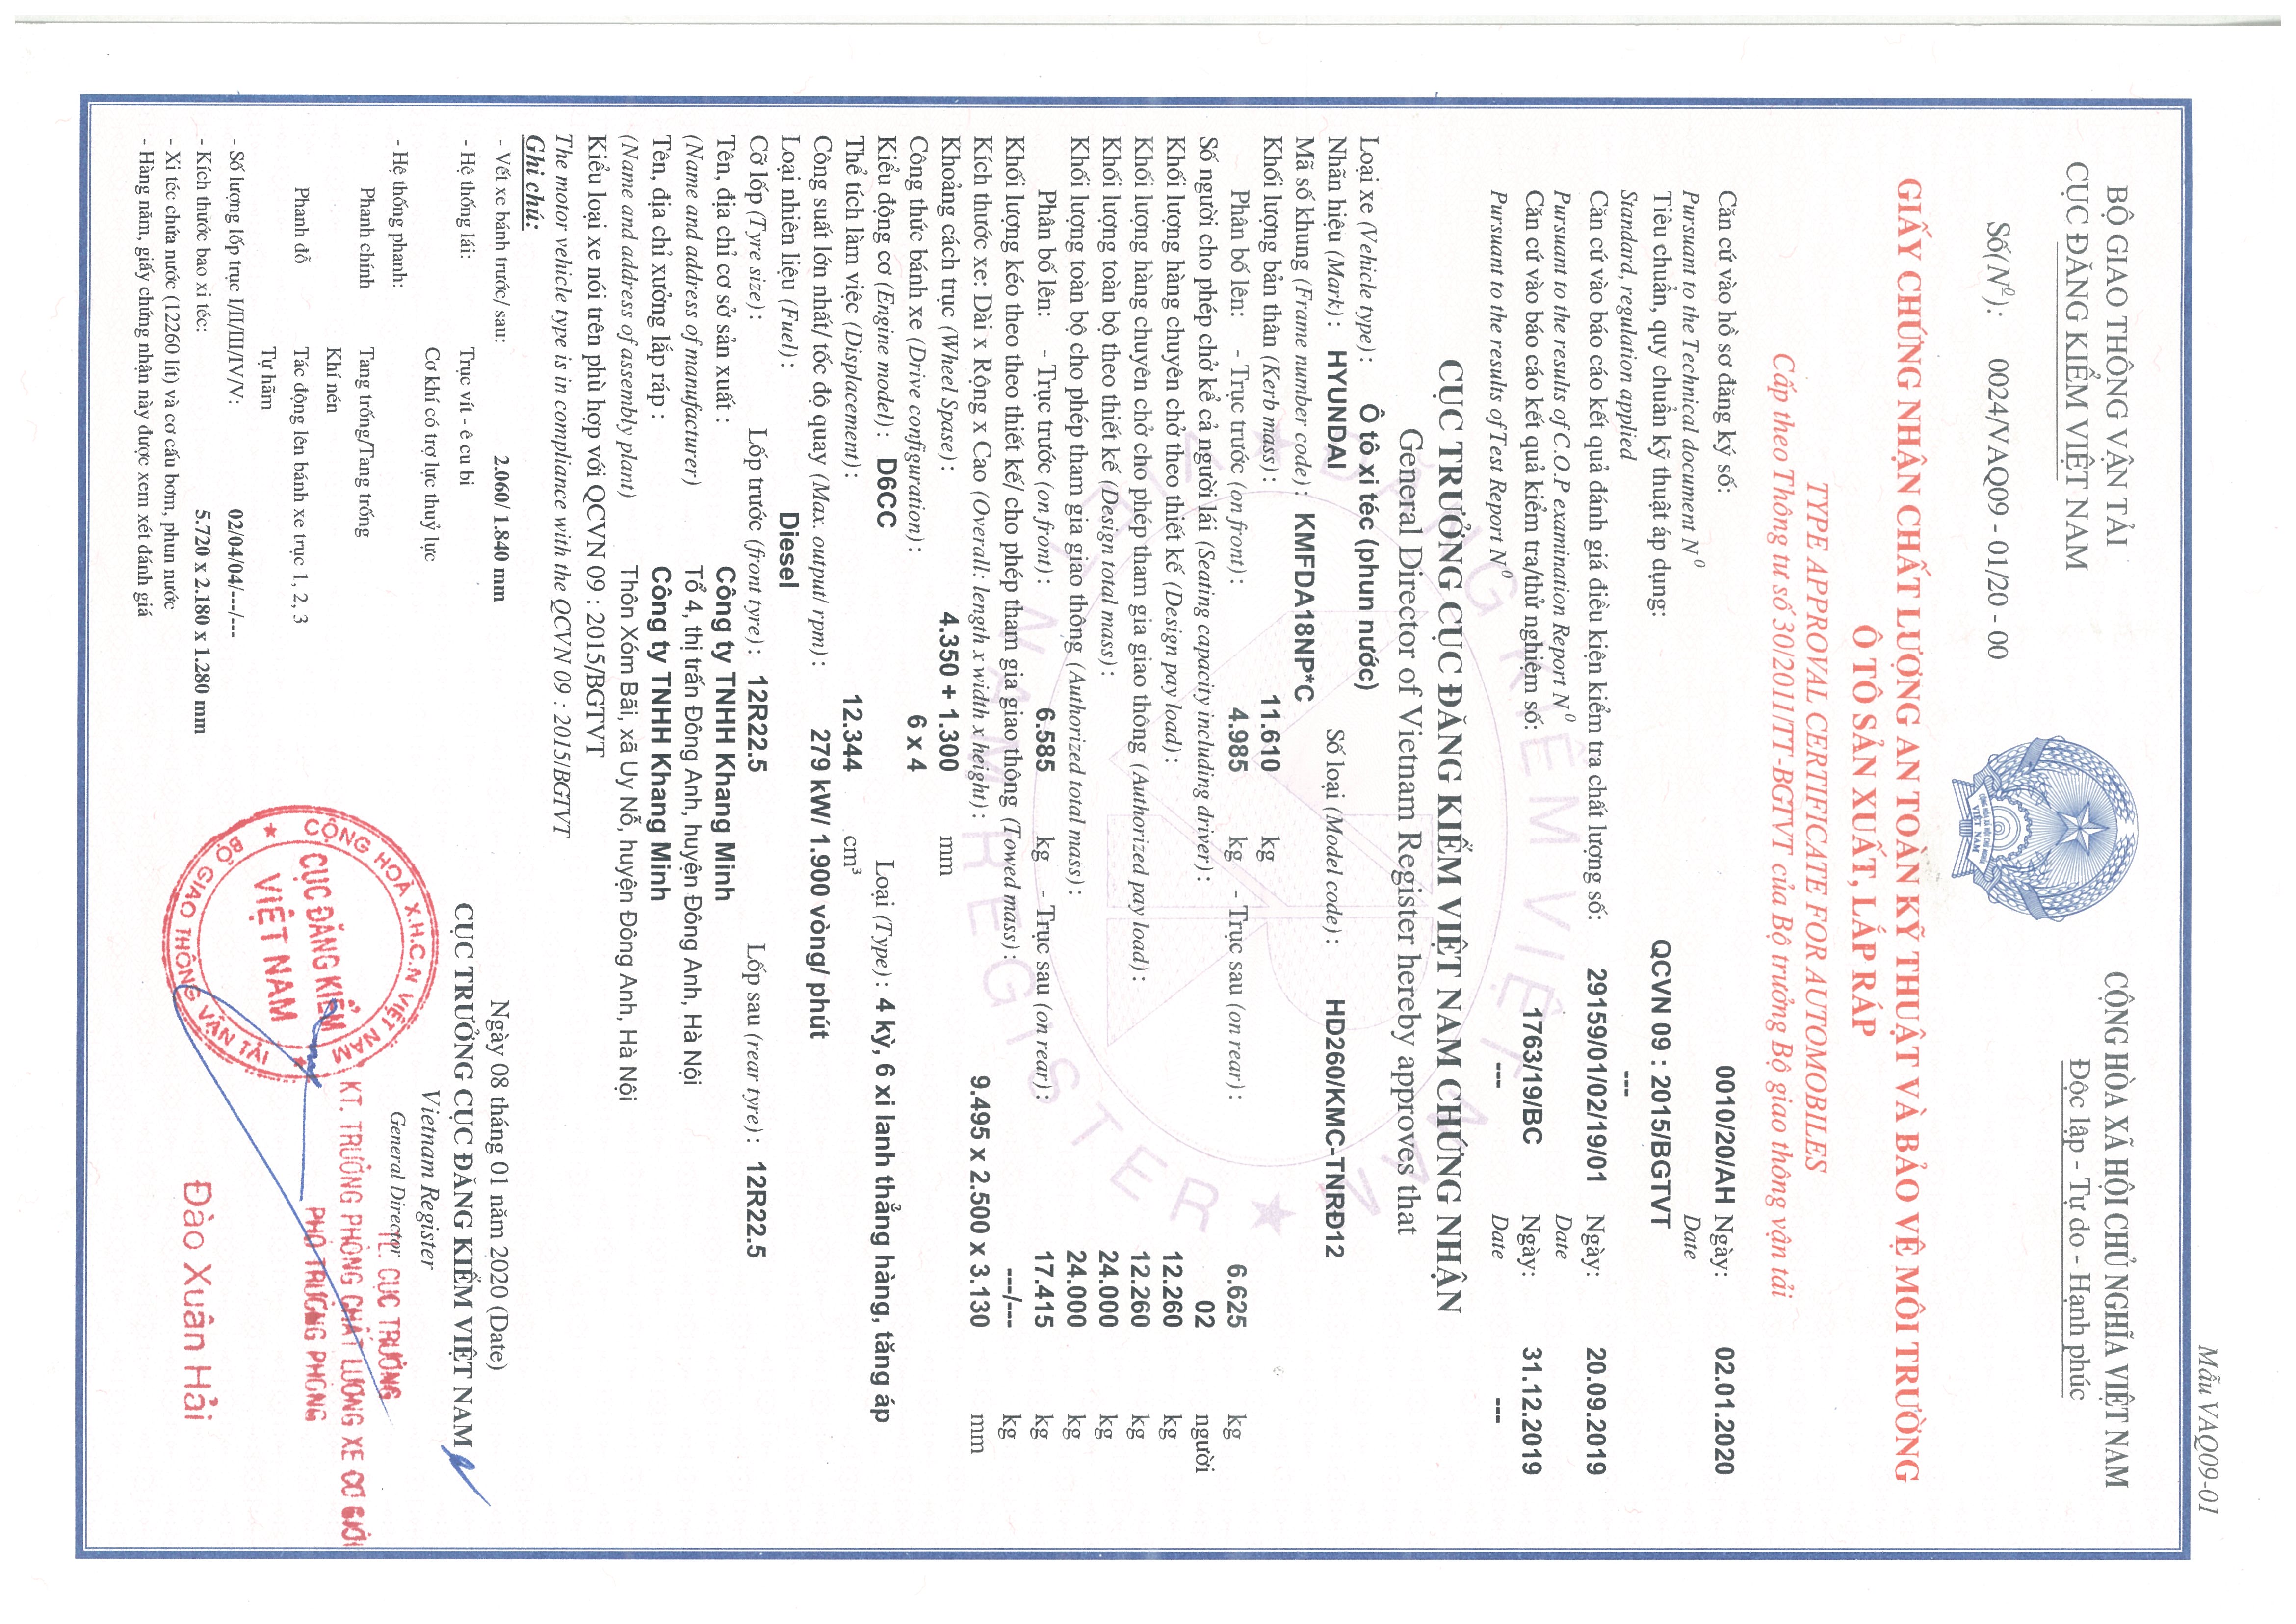 Mẫu VAQ09-01
BỘ GIAO THÔNG VẬN TẢI
CỤC ĐĂNG KIỂM VIỆT NAM
CỘNG HÒA XÃ HỘI CHỦ NGHĨA VIỆT NAM
Độc lập - Tự do - Hạnh phúc
CỘNG HÒA XÃ HỘI CHỦ NGHĨA
VIỆT NAM
Số(Nº): 0024/VAQ09 - 01/20 - 00
GIẤY CHỨNG NHẬN CHẤT LƯỢNG AN TOÀN KỸ THUẬT VÀ BẢO VỆ MÔI TRƯỜNG
Ô TÔ SẢN XUẤT, LẮP RÁP
TYPE APPROVAL CERTIFICATE FOR AUTOMOBILES
Cấp theo Thông tư số 30/2011/TT-BGTVT của Bộ trưởng Bộ giao thông vận tải
Căn cứ vào hồ sơ đăng ký số: 0010/20/AH Ngày: 02.01.2020
Pursuant to the Technical document N⁰ Date
Tiêu chuẩn, quy chuẩn kỹ thuật áp dụng: QCVN 09 : 2015/BGTVT
Standard, regulation applied ---
Căn cứ vào báo cáo kết quả đánh giá điều kiện kiểm tra chất lượng số: 29159/01/02/19/01 Ngày: 20.09.2019
Pursuant to the results of C.O.P examination Report N⁰ Date
Căn cứ vào báo cáo kết quả kiểm tra/thử nghiệm số: 1763/19/BC Ngày: 31.12.2019
Pursuant to the results of Test Report N⁰ --- Date ---
CỤC TRƯỞNG CỤC ĐĂNG KIỂM VIỆT NAM CHỨNG NHẬN
General Director of Vietnam Register hereby approves that
Loại xe (Vehicle type) : Ô tô xi téc (phun nước)
Nhãn hiệu (Mark) : HYUNDAI Số loại (Model code) : HD260/KMC-TNRĐ12
Mã số khung (Frame number code) : KMFDA18NP*C
Khối lượng bản thân (Kerb mass) : 11.610 kg
Phân bố lên: - Trục trước (on front) : 4.985 kg - Trục sau (on rear) : 6.625 kg
Số người cho phép chở kể cả người lái (Seating capacity including driver) : 02 người
Khối lượng hàng chuyên chở theo thiết kế (Design pay load) : 12.260 kg
Khối lượng hàng chuyên chở cho phép tham gia giao thông (Authorized pay load) : 12.260 kg
Khối lượng toàn bộ theo thiết kế (Design total mass) : 24.000 kg
Khối lượng toàn bộ cho phép tham gia giao thông (Authorized total mass) : 24.000 kg
Phân bố lên: - Trục trước (on front) : 6.585 kg - Trục sau (on rear) : 17.415 kg
Khối lượng kéo theo theo thiết kế/ cho phép tham gia giao thông (Towed mass) : ---/--- kg
Kích thước xe: Dài x Rộng x Cao (Overall: length x width x height) : 9.495 x 2.500 x 3.130 mm
Khoảng cách trục (Wheel Spase) : 4.350 + 1.300 mm
Công thức bánh xe (Drive configuration) : 6 x 4
Kiểu động cơ (Engine model) : D6CC Loại (Type) : 4 kỳ, 6 xi lanh thẳng hàng, tăng áp
Thể tích làm việc (Displacement) : 12.344 cm³
Công suất lớn nhất/ tốc độ quay (Max. output/ rpm) : 279 kW/ 1.900 vòng/ phút
Loại nhiên liệu (Fuel) : Diesel
Cỡ lốp (Tyre size) : Lốp trước (front tyre) : 12R22.5 Lốp sau (rear tyre) : 12R22.5
Tên, địa chỉ cơ sở sản xuất : Công ty TNHH Khang Minh
(Name and address of manufacturer) Tổ 4, thị trấn Đông Anh, huyện Đông Anh, Hà Nội
Tên, địa chỉ xưởng lắp ráp : Công ty TNHH Khang Minh
(Name and address of assembly plant) Thôn Xóm Bãi, xã Uy Nỗ, huyện Đông Anh, Hà Nội
Kiểu loại xe nói trên phù hợp với QCVN 09 : 2015/BGTVT
The motor vehicle type is in compliance with the QCVN 09 : 2015/BGTVT
Ghi chú:
- Vết xe bánh trước/ sau: 2.060/ 1.840 mm
- Hệ thống lái: Trục vít - ê cu bi
Cơ khí có trợ lực thuỷ lực
- Hệ thống phanh:
Phanh chính Tang trống/Tang trống
Khí nén
Phanh đỗ Tác động lên bánh xe trục 1, 2, 3
Tự hãm
- Số lượng lốp trục I/II/III/IV/V: 02/04/04/---/---
- Kích thước bao xi téc: 5.720 x 2.180 x 1.280 mm
- Xi téc chứa nước (12260 lít) và cơ cấu bơm, phun nước
- Hàng năm, giấy chứng nhận này được xem xét đánh giá
Ngày 08 tháng 01 năm 2020 (Date)
CỤC TRƯỞNG CỤC ĐĂNG KIỂM VIỆT NAM
Vietnam Register
General Director
TL. CỤC TRƯỞNG
KT. TRƯỞNG PHÒNG CHẤT LƯỢNG XE CƠ GIỚI
PHÓ TRƯỞNG PHÒNG
CỘNG HOÀ X.H.C.N VIỆT NAM
CỤC ĐĂNG KIỂM
VIỆT NAM
BỘ GIAO THÔNG VẬN TẢI
Đào Xuân Hải
ĐĂNG KIỂM VIỆT NAM
VIETNAM REGISTER
VR